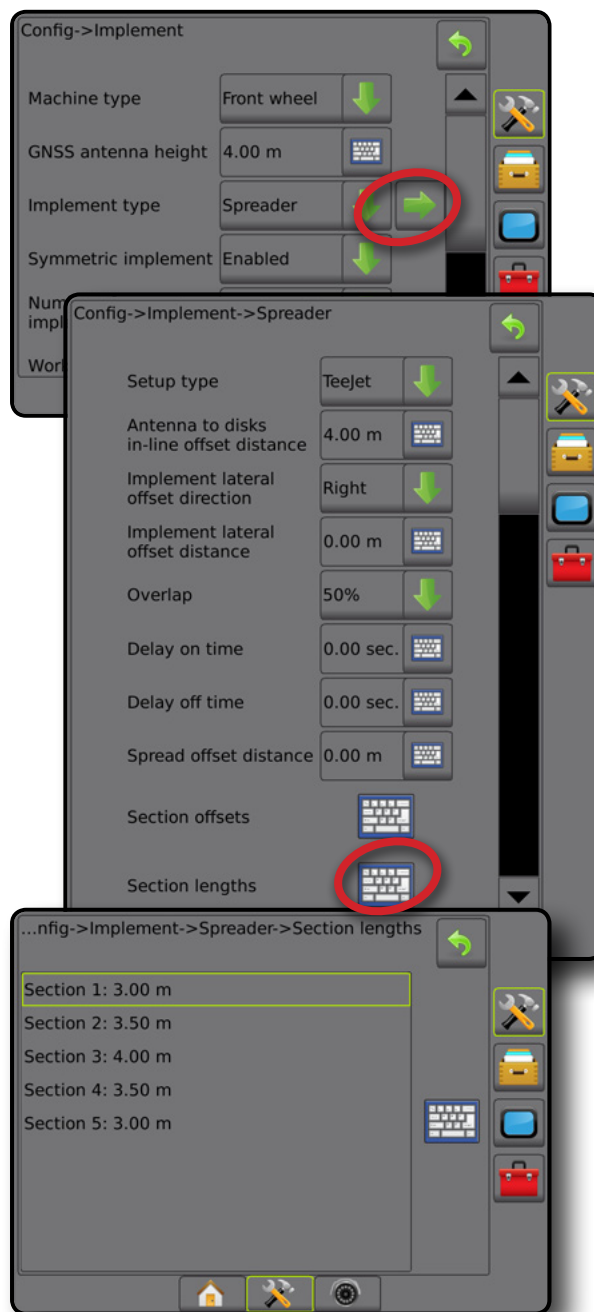 Config->Implement
Machine type Front wheel
GNSS antenna height 4.00 m
Implement type Spreader
Symmetric implement Enabled
Config->Implement->Spreader
Setup type TeeJet
Antenna to disks
in-line offset distance 4.00 m
Implement lateral
offset direction Right
Implement lateral
offset distance 0.00 m
Overlap 50%
Delay on time 0.00 sec.
Delay off time 0.00 sec.
Spread offset distance 0.00 m
Section offsets
Section lengths
...nfig->Implement->Spreader->Section lengths
Section 1: 3.00 m
Section 2: 3.50 m
Section 3: 4.00 m
Section 4: 3.50 m
Section 5: 3.00 m